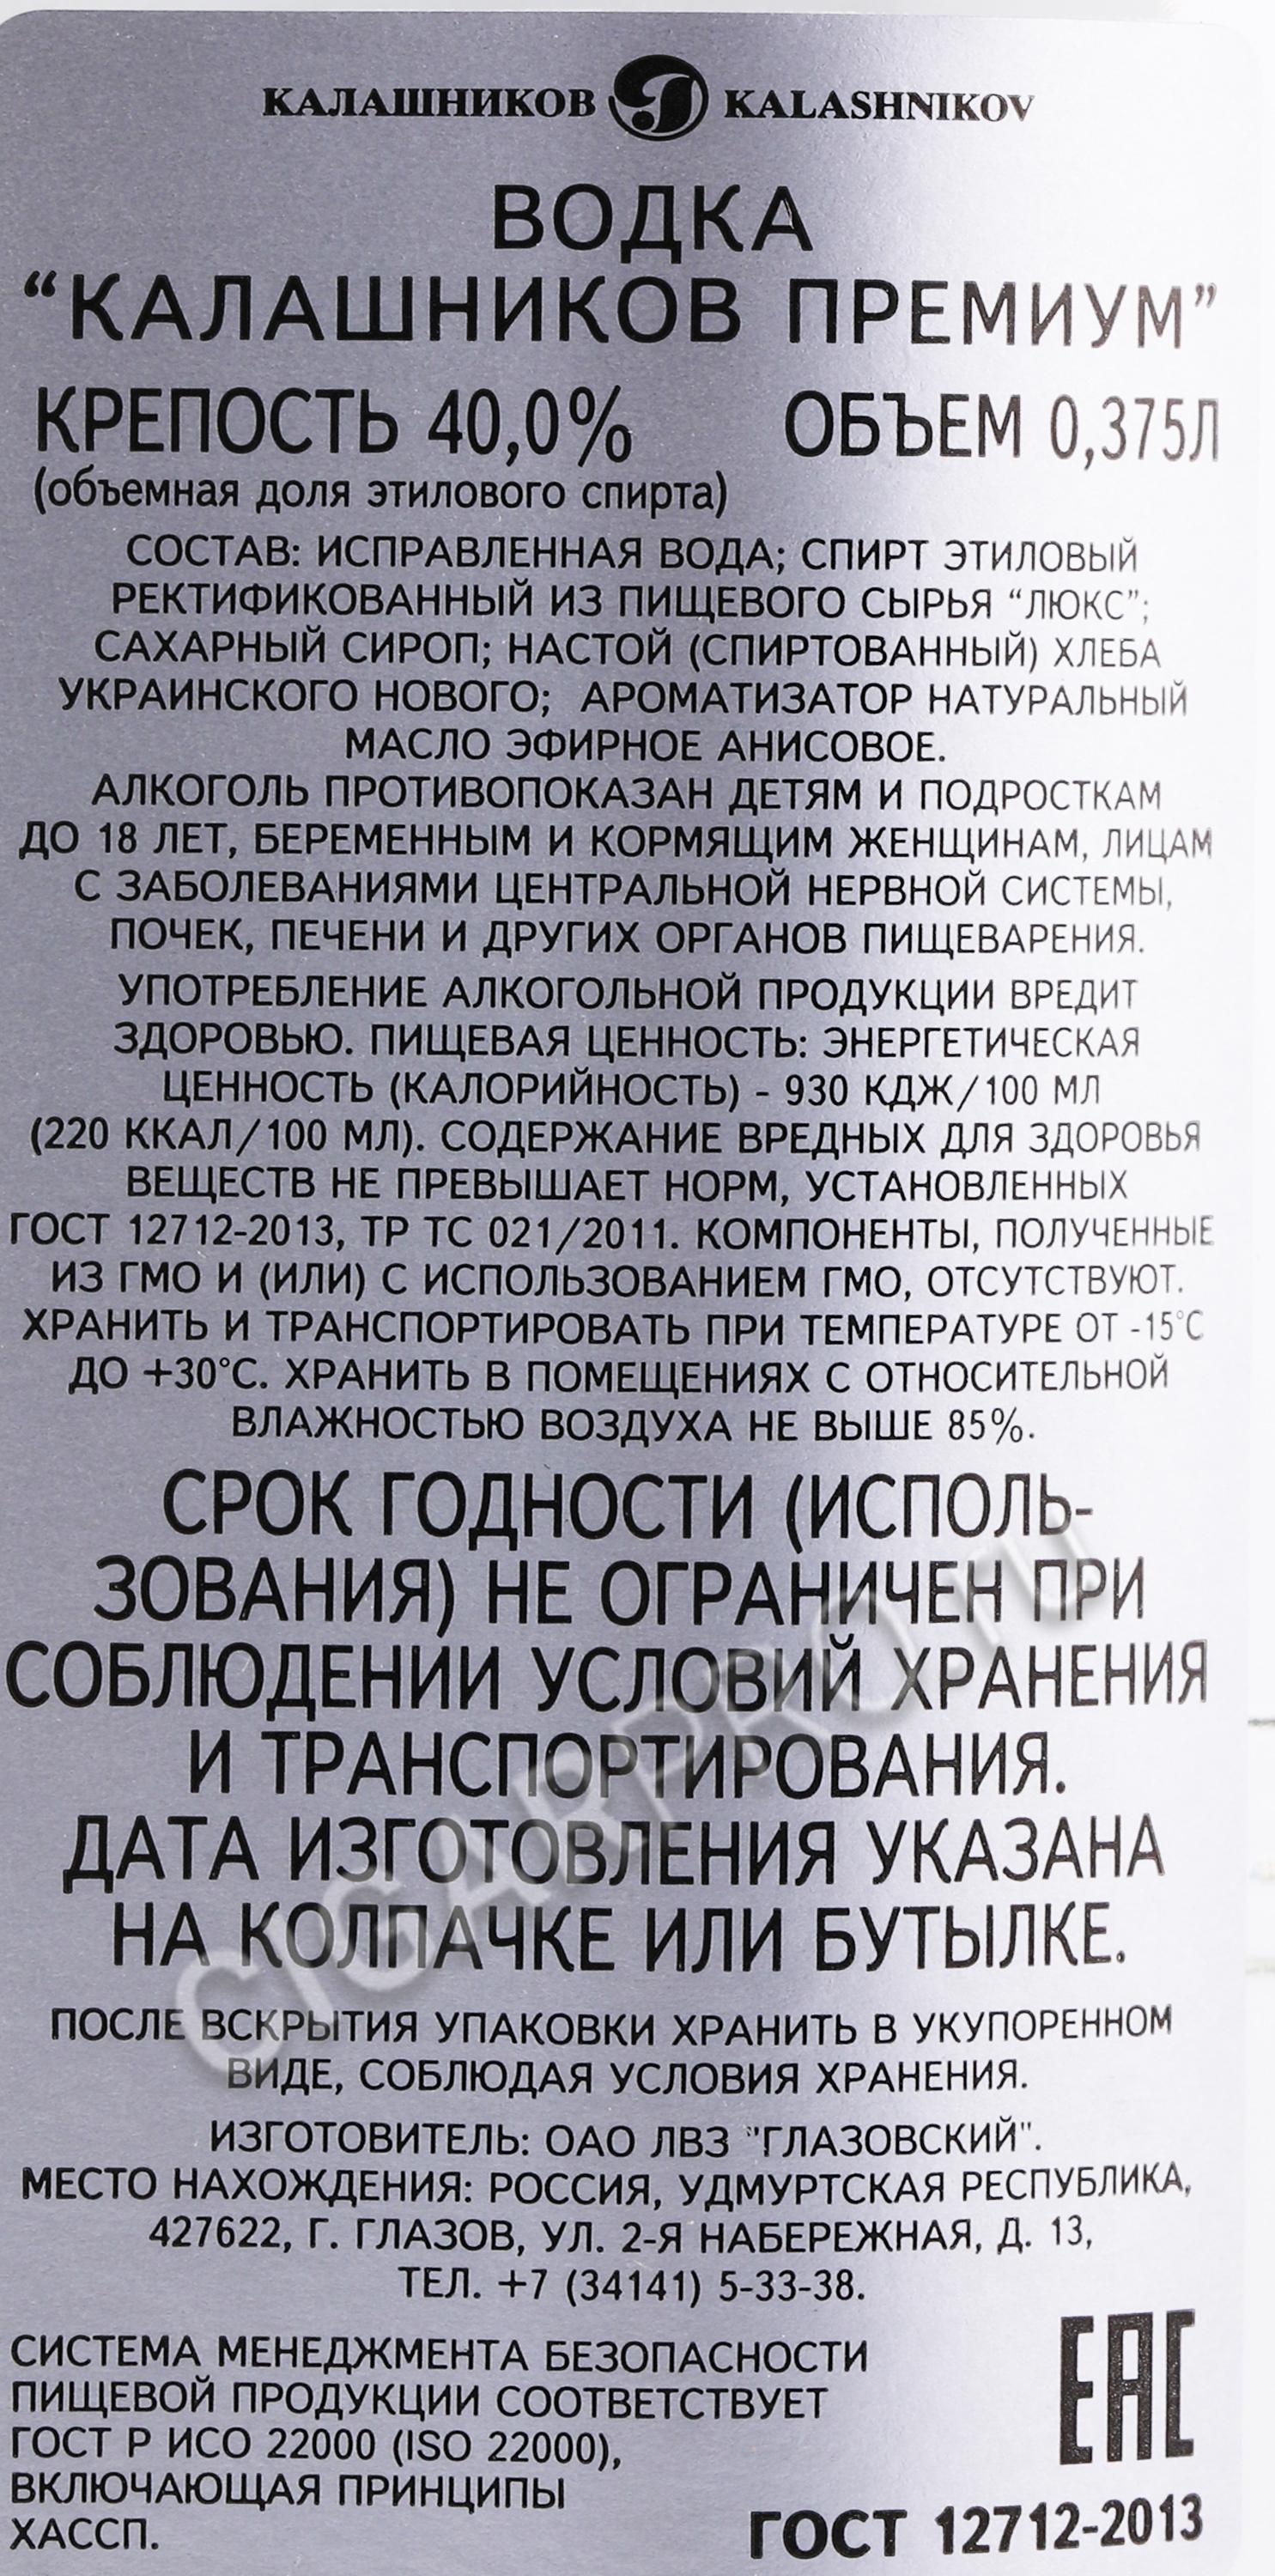 КАЛАШНИКОВ KALASHNIKOV
ВОДКА
“КАЛАШНИКОВ ПРЕМИУМ”
КРЕПОСТЬ 40,0% ОБЪЕМ 0,375Л
(объемная доля этилового спирта)
СОСТАВ: ИСПРАВЛЕННАЯ ВОДА; СПИРТ ЭТИЛОВЫЙ
РЕКТИФИКОВАННЫЙ ИЗ ПИЩЕВОГО СЫРЬЯ “ЛЮКС”;
САХАРНЫЙ СИРОП; НАСТОЙ (СПИРТОВАННЫЙ) ХЛЕБА
УКРАИНСКОГО НОВОГО; АРОМАТИЗАТОР НАТУРАЛЬНЫЙ
МАСЛО ЭФИРНОЕ АНИСОВОЕ.
АЛКОГОЛЬ ПРОТИВОПОКАЗАН ДЕТЯМ И ПОДРОСТКАМ
ДО 18 ЛЕТ, БЕРЕМЕННЫМ И КОРМЯЩИМ ЖЕНЩИНАМ, ЛИЦАМ
С ЗАБОЛЕВАНИЯМИ ЦЕНТРАЛЬНОЙ НЕРВНОЙ СИСТЕМЫ,
ПОЧЕК, ПЕЧЕНИ И ДРУГИХ ОРГАНОВ ПИЩЕВАРЕНИЯ.
УПОТРЕБЛЕНИЕ АЛКОГОЛЬНОЙ ПРОДУКЦИИ ВРЕДИТ
ЗДОРОВЬЮ. ПИЩЕВАЯ ЦЕННОСТЬ: ЭНЕРГЕТИЧЕСКАЯ
ЦЕННОСТЬ (КАЛОРИЙНОСТЬ) - 930 КДЖ/100 МЛ
(220 ККАЛ/100 МЛ). СОДЕРЖАНИЕ ВРЕДНЫХ ДЛЯ ЗДОРОВЬЯ
ВЕЩЕСТВ НЕ ПРЕВЫШАЕТ НОРМ, УСТАНОВЛЕННЫХ
ГОСТ 12712-2013, ТР ТС 021/2011. КОМПОНЕНТЫ, ПОЛУЧЕННЫЕ
ИЗ ГМО И (ИЛИ) С ИСПОЛЬЗОВАНИЕМ ГМО, ОТСУТСТВУЮТ.
ХРАНИТЬ И ТРАНСПОРТИРОВАТЬ ПРИ ТЕМПЕРАТУРЕ ОТ -15°С
ДО +30°С. ХРАНИТЬ В ПОМЕЩЕНИЯХ С ОТНОСИТЕЛЬНОЙ
ВЛАЖНОСТЬЮ ВОЗДУХА НЕ ВЫШЕ 85%.
СРОК ГОДНОСТИ (ИСПОЛЬ-
ЗОВАНИЯ) НЕ ОГРАНИЧЕН ПРИ
СОБЛЮДЕНИИ УСЛОВИЙ ХРАНЕНИЯ
И ТРАНСПОРТИРОВАНИЯ.
ДАТА ИЗГОТОВЛЕНИЯ УКАЗАНА
НА КОЛПАЧКЕ ИЛИ БУТЫЛКЕ.
CIGARPRO.RU
ПОСЛЕ ВСКРЫТИЯ УПАКОВКИ ХРАНИТЬ В УКУПОРЕННОМ
ВИДЕ, СОБЛЮДАЯ УСЛОВИЯ ХРАНЕНИЯ.
ИЗГОТОВИТЕЛЬ: ОАО ЛВЗ "ГЛАЗОВСКИЙ".
МЕСТО НАХОЖДЕНИЯ: РОССИЯ, УДМУРТСКАЯ РЕСПУБЛИКА,
427622, Г. ГЛАЗОВ, УЛ. 2-Я НАБЕРЕЖНАЯ, Д. 13,
ТЕЛ. +7 (34141) 5-33-38.
СИСТЕМА МЕНЕДЖМЕНТА БЕЗОПАСНОСТИ
ПИЩЕВОЙ ПРОДУКЦИИ СООТВЕТСТВУЕТ
ГОСТ Р ИСО 22000 (ISO 22000),
ВКЛЮЧАЮЩАЯ ПРИНЦИПЫ
ХАССП.
ЕАС
ГОСТ 12712-2013